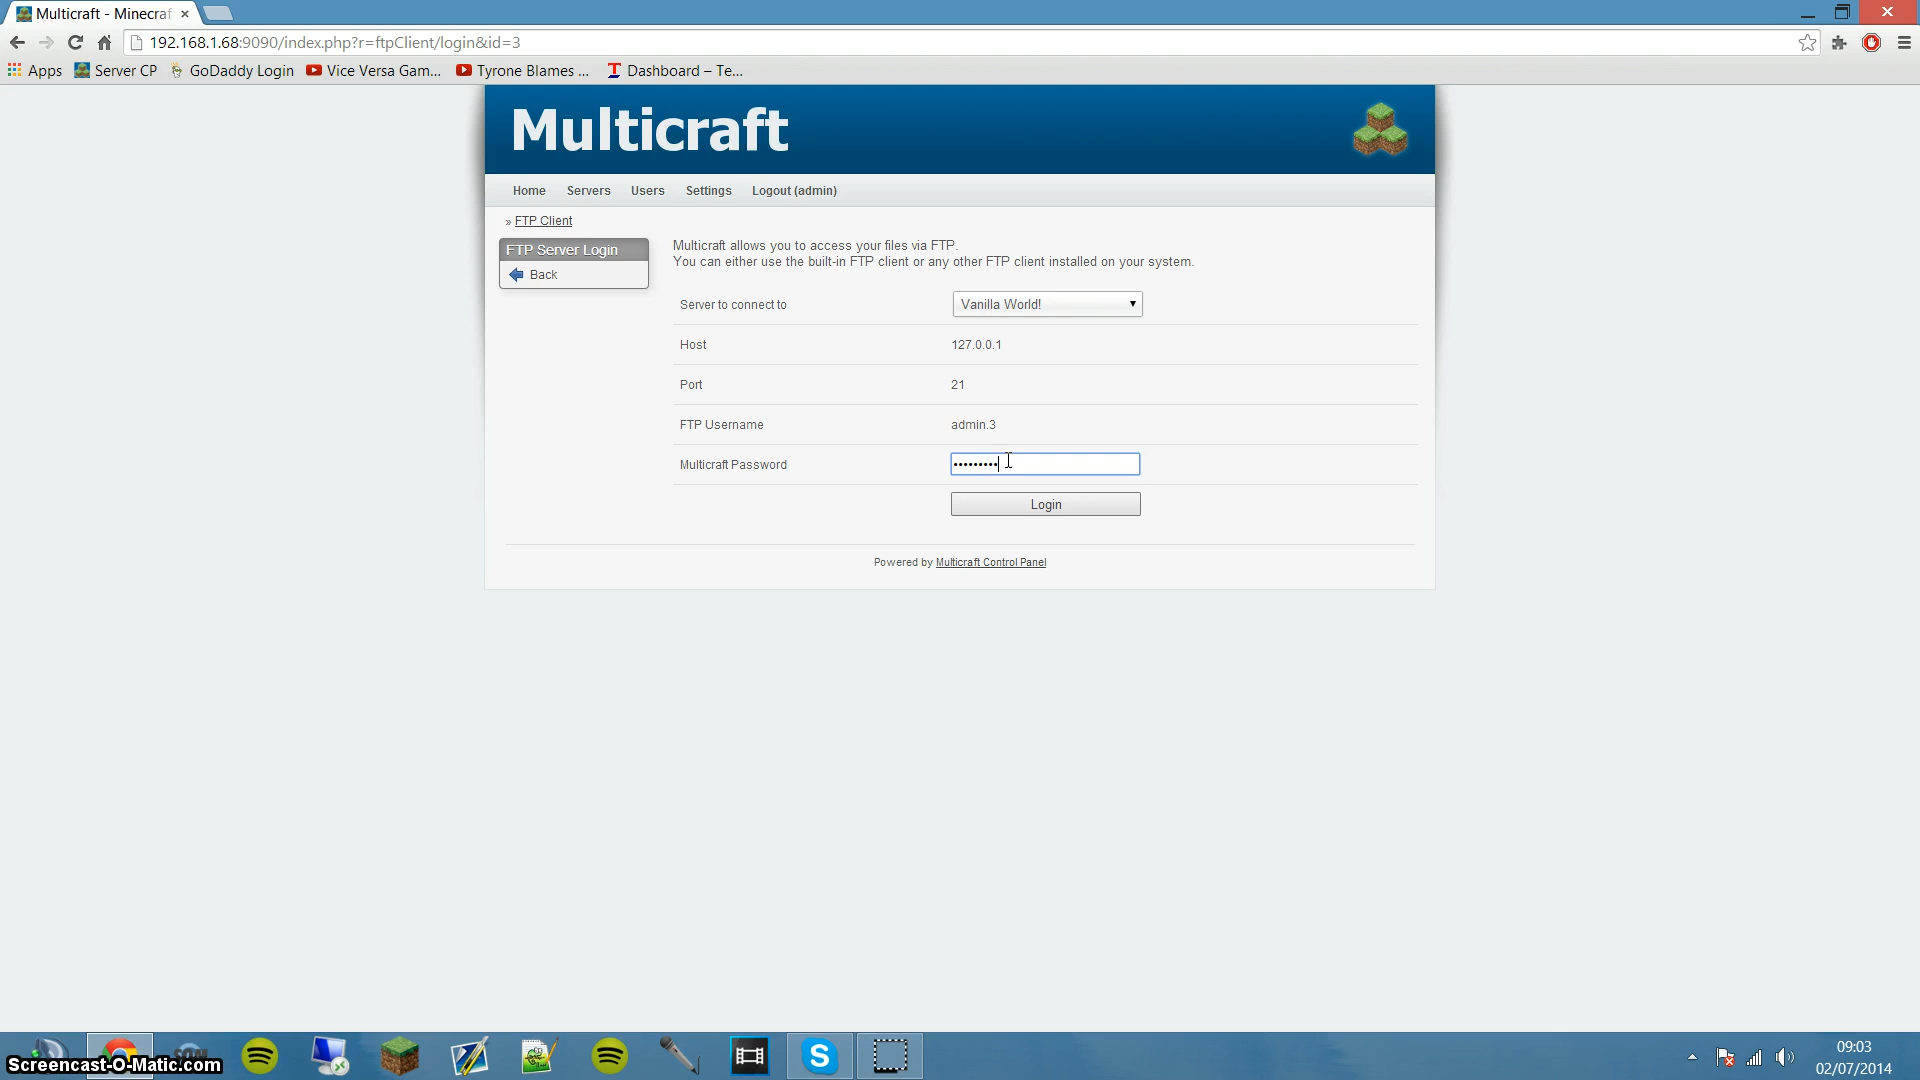 Multicraft - Minecraf
192.168.1.68:9090/index.php?r=ftpClient/login&id=3
Apps
Server CP
GoDaddy Login
Vice Versa Gam...
Tyrone Blames ...
Dashboard – Te...
Multicraft
Home
Servers
Users
Settings
Logout (admin)
» FTP Client
FTP Server Login
Back
Multicraft allows you to access your files via FTP.
You can either use the built-in FTP client or any other FTP client installed on your system.
Server to connect to
Vanilla World!
Host
127.0.0.1
Port
21
FTP Username
admin.3
Multicraft Password
•••••••••
Login
Powered by Multicraft Control Panel
Screencast-O-Matic.com
09:03
02/07/2014